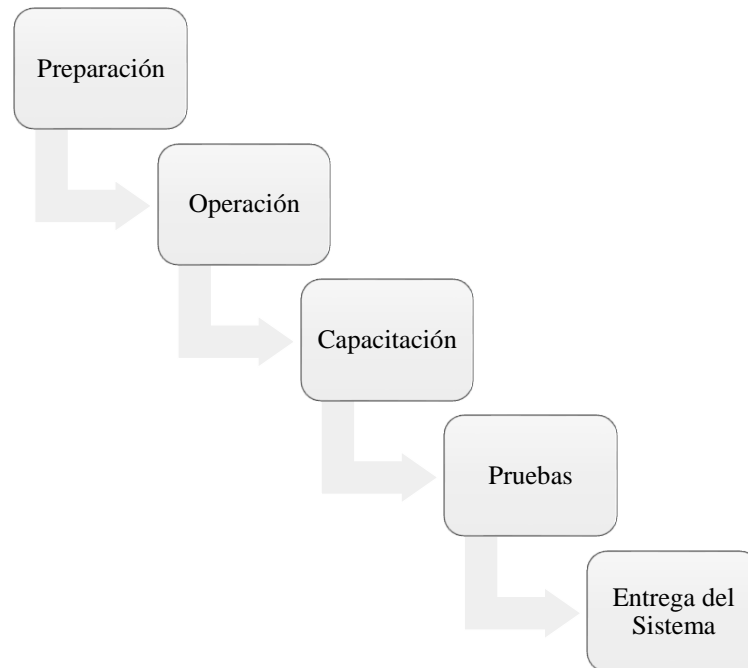 Preparación
Operación
Capacitación
Pruebas
Entrega del
Sistema